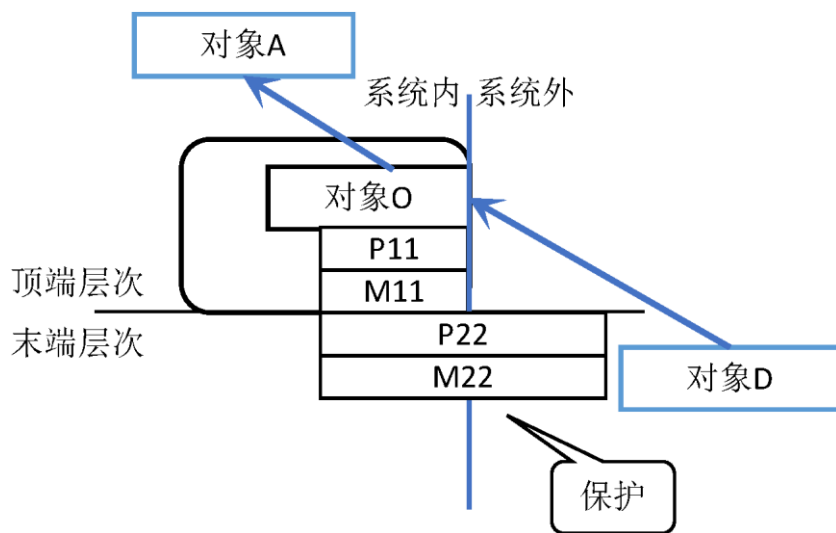 对象A
系统内 系统外
对象O
P11
顶端层次
M11
末端层次
P22
M22
对象D
保护